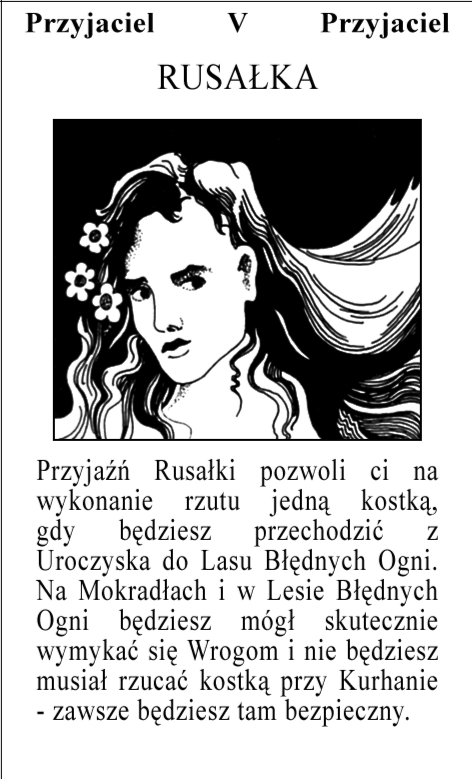 Przyjaciel V Przyjaciel
RUSAŁKA
Przyjaźń Rusałki pozwoli ci na
wykonanie rzutu jedną kostką,
gdy będziesz przechodzić z
Uroczyska do Lasu Błędnych Ogni.
Na Mokradłach i w Lesie Błędnych
Ogni będziesz mógł skutecznie
wymykać się Wrogom i nie będziesz
musiał rzucać kostką przy Kurhanie
- zawsze będziesz tam bezpieczny.